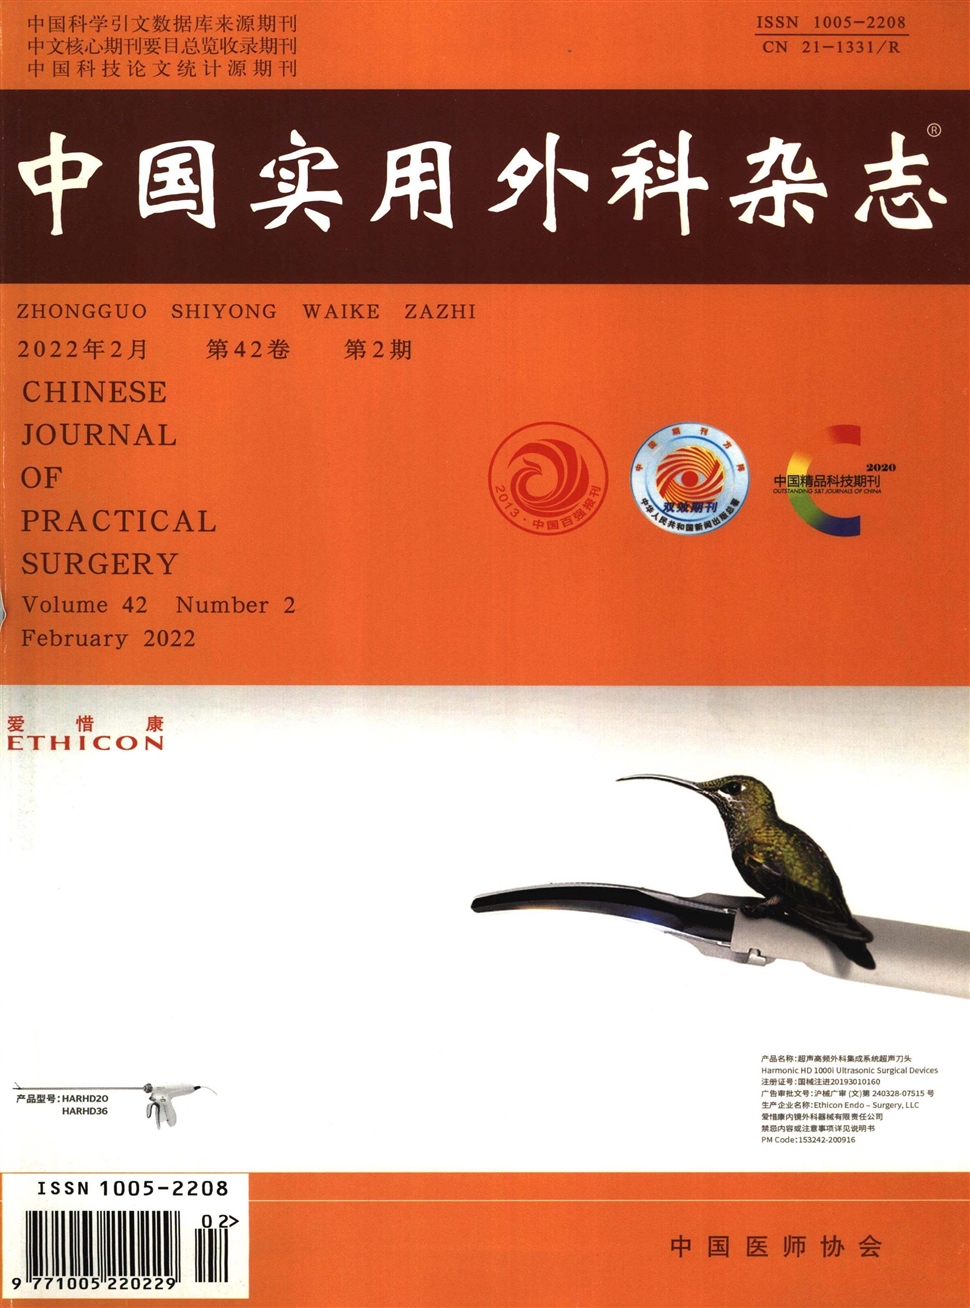 中国科学引文数据库来源期刊
中文核心期刊要目总览收录期刊
中国科技论文统计源期刊
ISSN 1005-2208
CN 21-1331/R
中国实用外科杂志®
ZHONGGUO SHIYONG WAIKE ZAZHI
2022年2月 第42卷 第2期
CHINESE
JOURNAL
OF
PRACTICAL
SURGERY
Volume 42 Number 2
February 2022
2013·中国百强报刊
中国期刊方阵
双效期刊
中华人民共和国新闻出版总署
2020
中国精品科技期刊
OUTSTANDING S&T JOURNALS OF CHINA
爱惜康
ETHICON
产品型号:HARHD20
HARHD36
产品名称:超声高频外科集成系统超声刀头
Harmonic HD 1000i Ultrasonic Surgical Devices
注册证号:国械注进20193010160
广告审批文号:沪械广审(文)第 240328-07515 号
生产企业名称:Ethicon Endo-Surgery, LLC
爱惜康内镜外科器械有限责任公司
禁忌内容或注意事项详见说明书
PM Code:153242-200916
ISSN 1005-2208
02>
9 771005 220229
中国医师协会